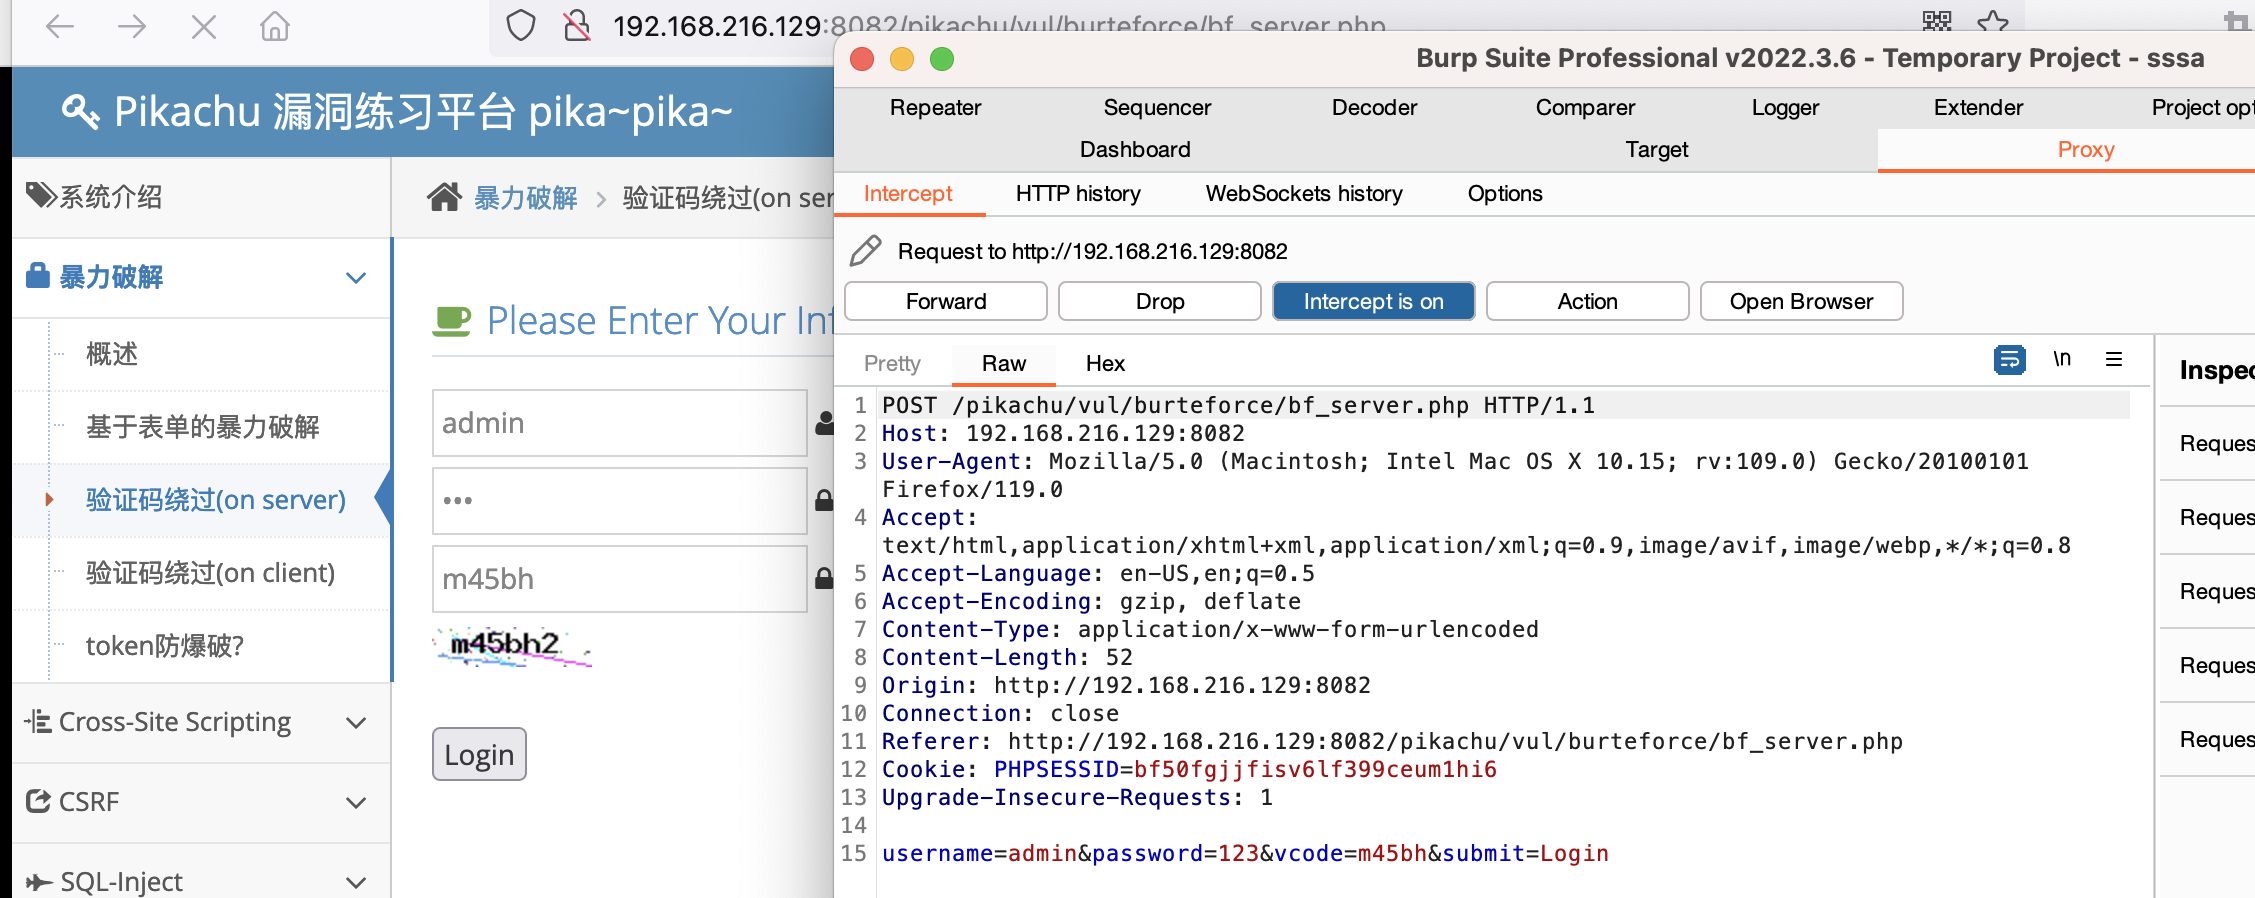 192.168.216.129:8082/pikachu/vul/burteforce/bf_server.php
Pikachu 漏洞练习平台 pika~pika~
系统介绍
暴力破解
概述
基于表单的暴力破解
验证码绕过(on server)
验证码绕过(on client)
token防爆破?
Cross-Site Scripting
CSRF
SQL-Inject
暴力破解 > 验证码绕过(on ser
Please Enter Your Inf
admin
•••
m45bh
m45bh2
Login
Burp Suite Professional v2022.3.6 - Temporary Project - sssa
Repeater Sequencer Decoder Comparer Logger Extender Project opt
Dashboard Target Proxy
Intercept HTTP history WebSockets history Options
Request to http://192.168.216.129:8082
Forward Drop Intercept is on Action Open Browser
Pretty Raw Hex \n
1 POST /pikachu/vul/burteforce/bf_server.php HTTP/1.1
2 Host: 192.168.216.129:8082
3 User-Agent: Mozilla/5.0 (Macintosh; Intel Mac OS X 10.15; rv:109.0) Gecko/20100101
Firefox/119.0
4 Accept:
text/html,application/xhtml+xml,application/xml;q=0.9,image/avif,image/webp,*/*;q=0.8
5 Accept-Language: en-US,en;q=0.5
6 Accept-Encoding: gzip, deflate
7 Content-Type: application/x-www-form-urlencoded
8 Content-Length: 52
9 Origin: http://192.168.216.129:8082
10 Connection: close
11 Referer: http://192.168.216.129:8082/pikachu/vul/burteforce/bf_server.php
12 Cookie: PHPSESSID=bf50fgjjfisv6lf399ceum1hi6
13 Upgrade-Insecure-Requests: 1
14
15 username=admin&password=123&vcode=m45bh&submit=Login
Inspec
Reques
Reques
Reques
Reques
Reques